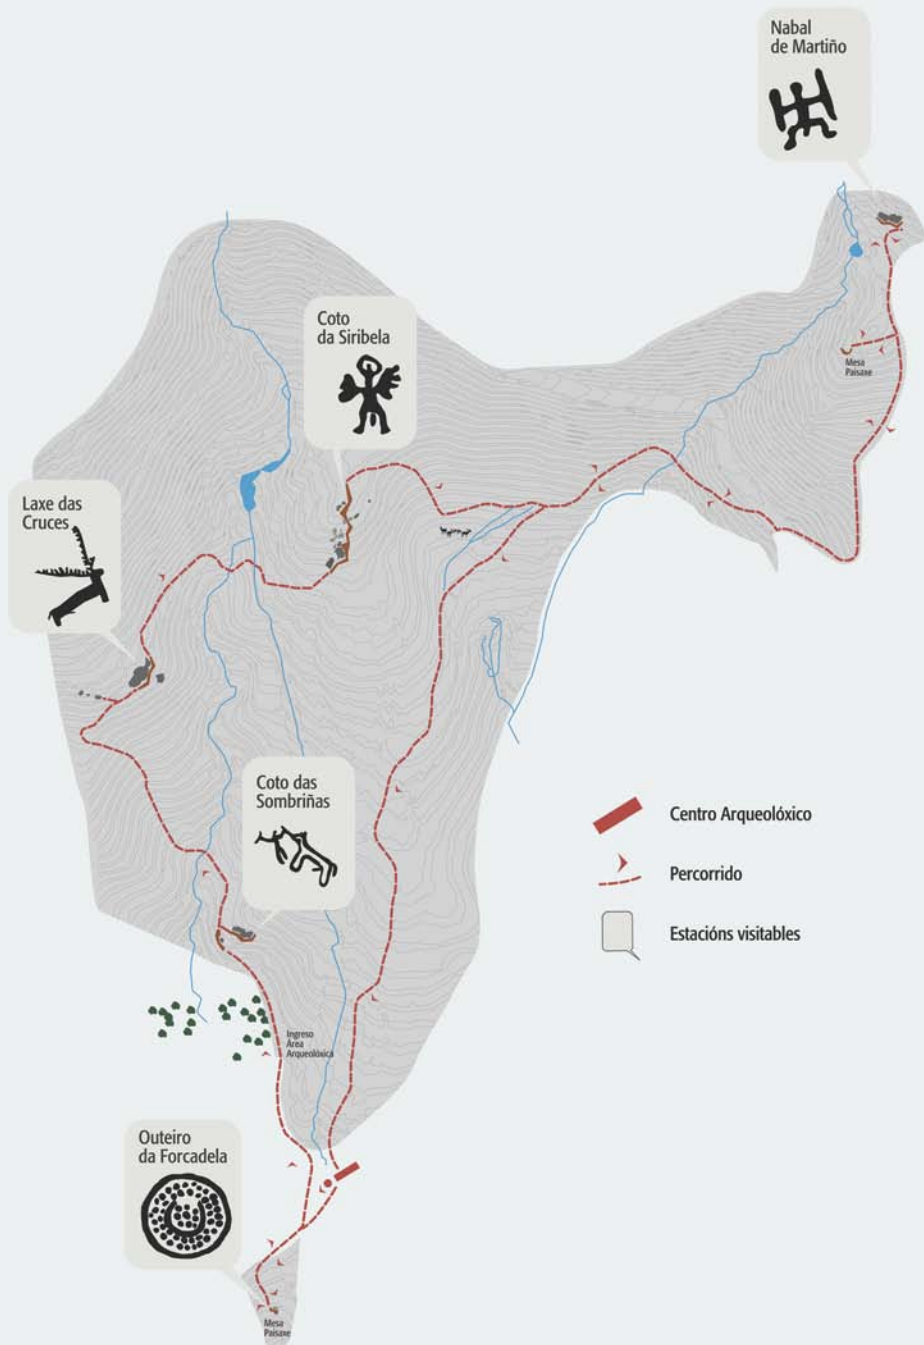 Nabal
de Martiño
Coto
da Siribela
Mesa
Paisaxe
Laxe das
Cruces
Coto das
Sombriñas
Centro Arqueolóxico
Percorrido
Estacións visitables
Ingreso
Área
Arqueolóxica
Outeiro
da Forcadela
Mesa
Paisaxe